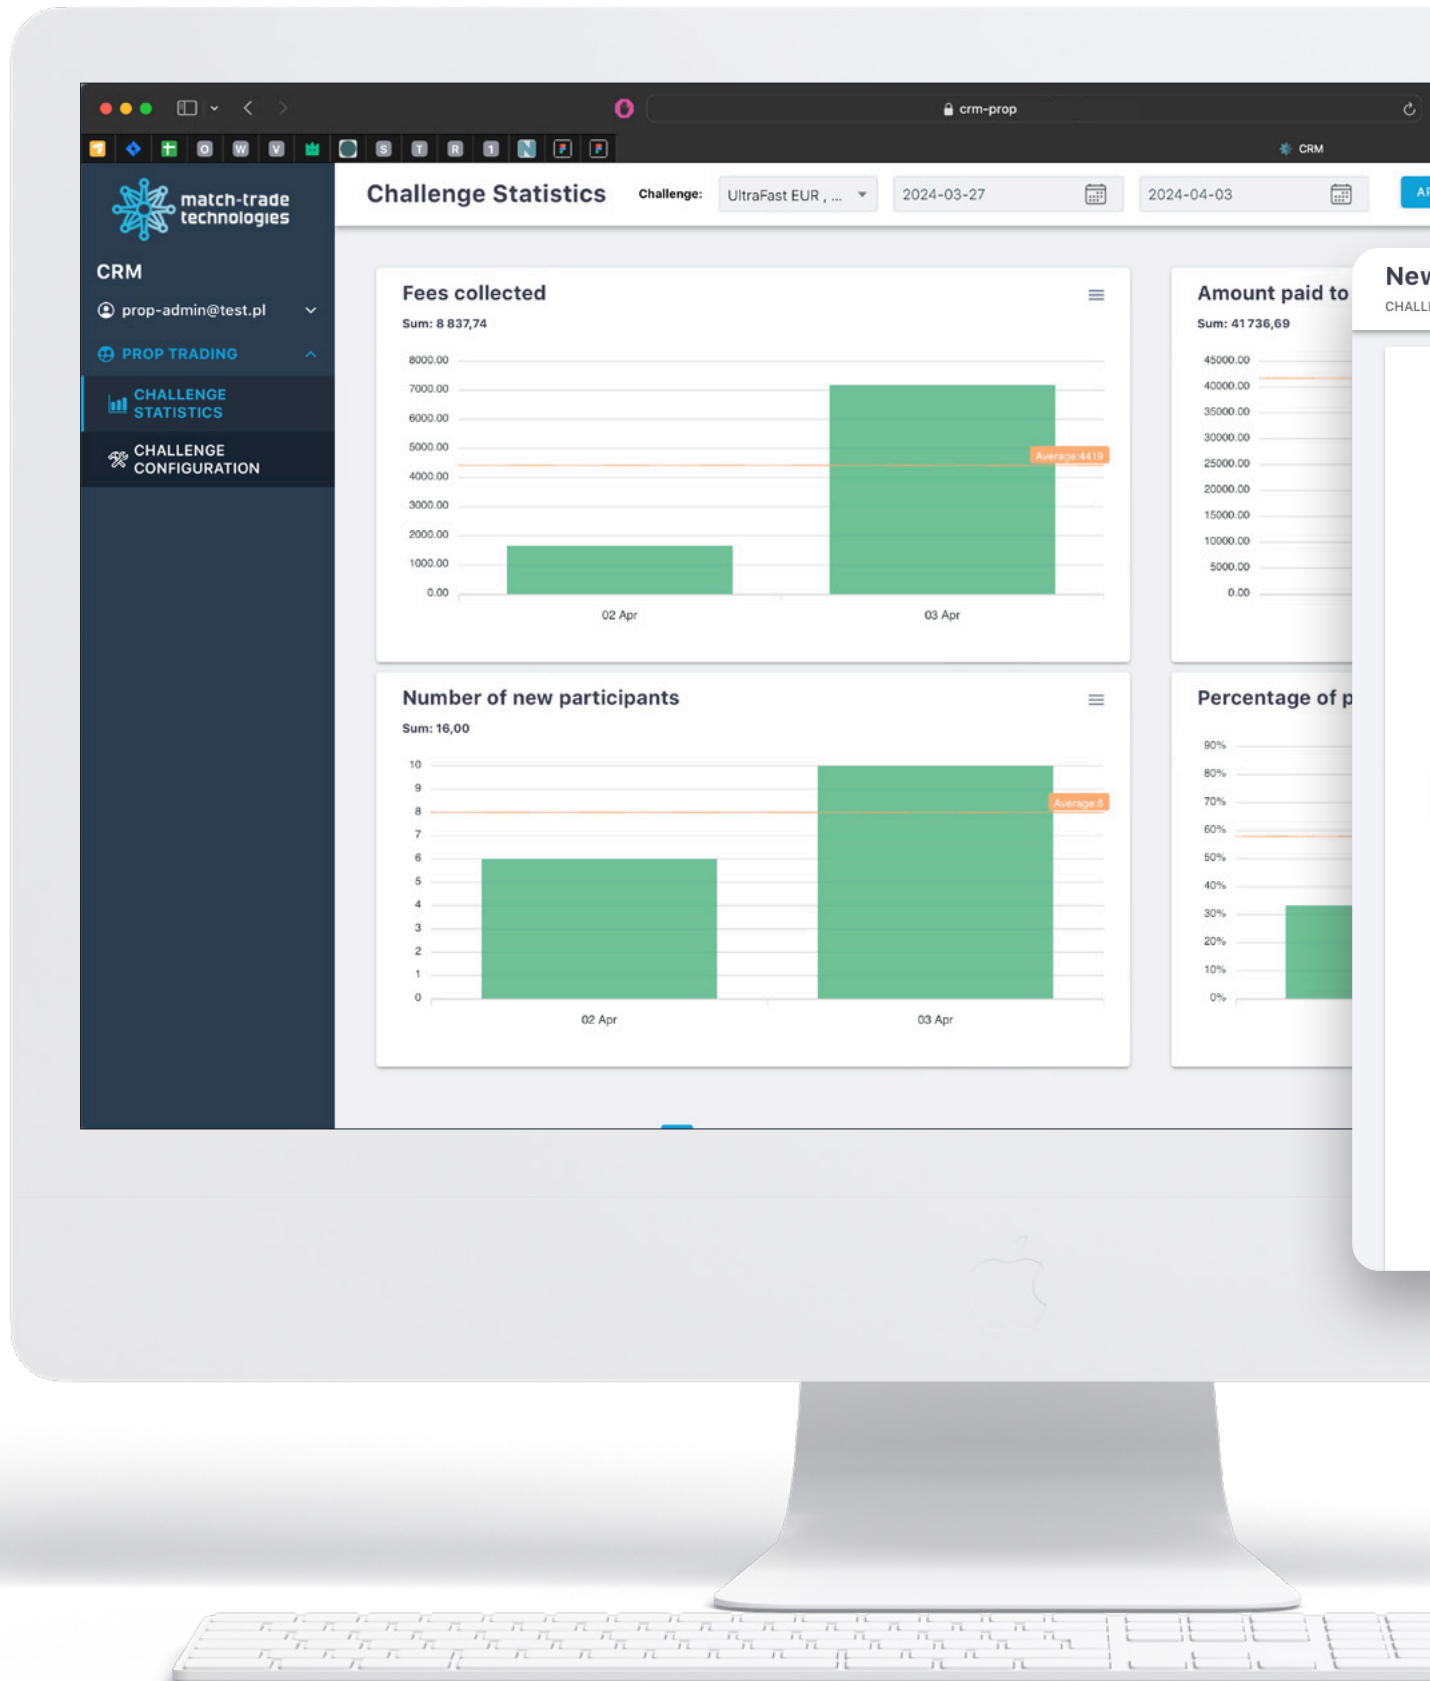 crm-prop
O
W
V
S
T
R
1
CRM
match-trade
technologies
CRM
prop-admin@test.pl
PROP TRADING
CHALLENGE
STATISTICS
CHALLENGE
CONFIGURATION
Challenge Statistics
Challenge:
UltraFast EUR , ...
2024-03-27
2024-04-03
Fees collected
Sum: 8 837,74
8000.00
7000.00
6000.00
5000.00
4000.00
3000.00
2000.00
1000.00
0.00
Average:4419
02 Apr
03 Apr
Amount paid to
Sum: 41 736,69
45000.00
40000.00
35000.00
30000.00
25000.00
20000.00
15000.00
10000.00
5000.00
0.00
Number of new participants
Sum: 16,00
10
9
8
7
6
5
4
3
2
1
0
Average:8
02 Apr
03 Apr
Percentage of
90%
80%
70%
60%
50%
40%
30%
20%
10%
0%